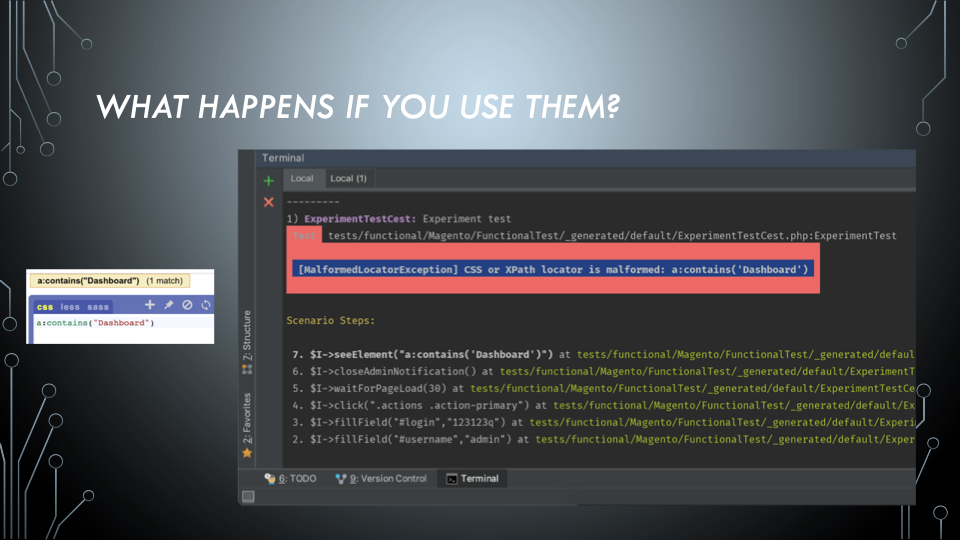 WHAT HAPPENS IF YOU USE THEM?
a:contains("Dashboard") (1 match)
css less sass
a:contains("Dashboard")
Terminal
Local Local (1)
---------
1) ExperimentTestCest: Experiment test
Test tests/functional/Magento/FunctionalTest/_generated/default/ExperimentTestCest.php:ExperimentTest
[MalformedLocatorException] CSS or XPath locator is malformed: a:contains('Dashboard')
Scenario Steps:
7. $I->seeElement("a:contains('Dashboard')") at tests/functional/Magento/FunctionalTest/_generated/defaul
6. $I->closeAdminNotification() at tests/functional/Magento/FunctionalTest/_generated/default/ExperimentT
5. $I->waitForPageLoad(30) at tests/functional/Magento/FunctionalTest/_generated/default/ExperimentTestCe
4. $I->click(".actions .action-primary") at tests/functional/Magento/FunctionalTest/_generated/default/Ex
3. $I->fillField("#login","123123q") at tests/functional/Magento/FunctionalTest/_generated/default/Experi
2. $I->fillField("#username","admin") at tests/functional/Magento/FunctionalTest/_generated/default/Exper
7: Structure
2: Favorites
6: TODO 9: Version Control Terminal